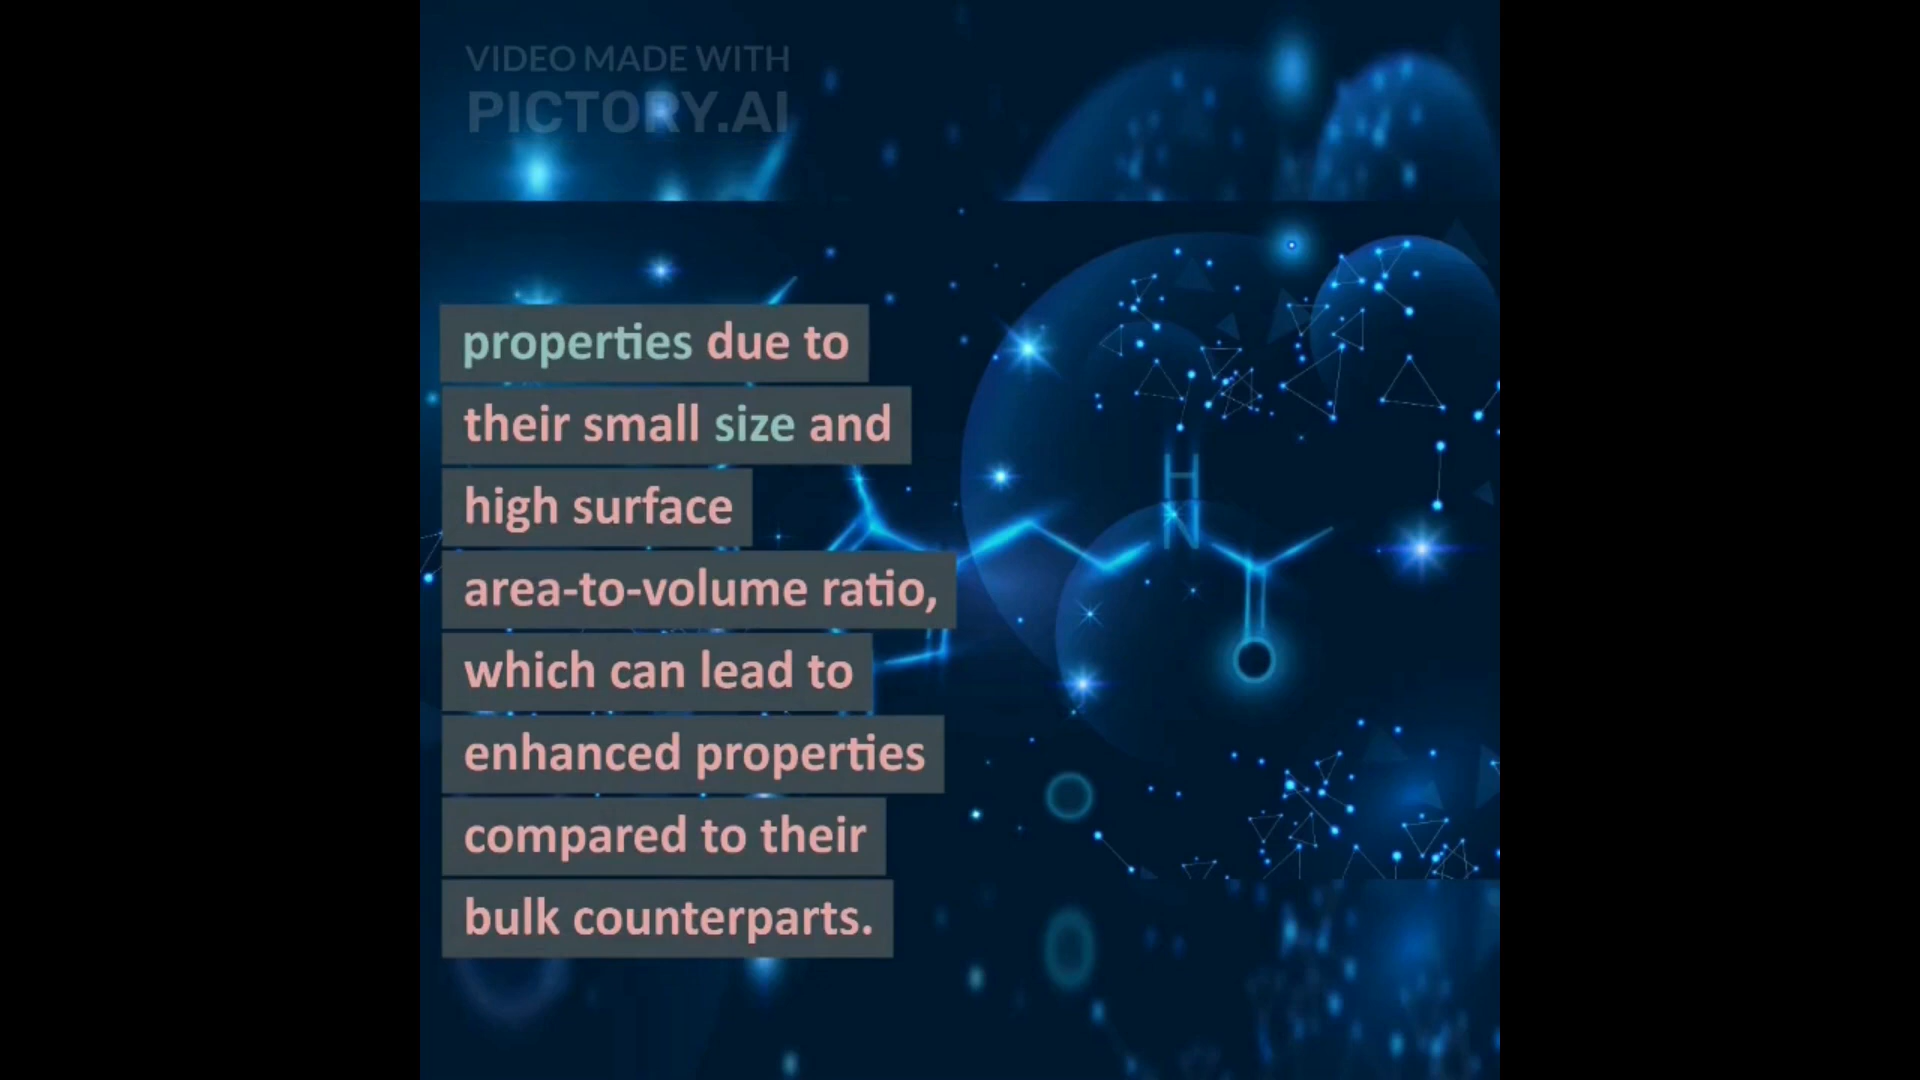 VIDEO MADE WITH
PICTORY.AI
properties due to
their small size and
high surface
area-to-volume ratio,
which can lead to
enhanced properties
compared to their
bulk counterparts.
H
N
O